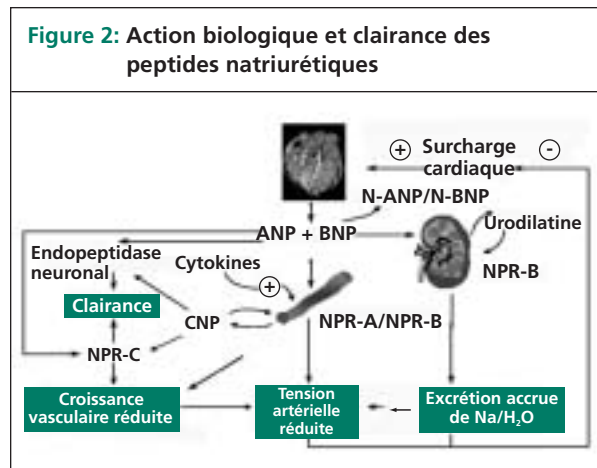 Figure 2: Action biologique et clairance des
peptides natriurétiques
+
Surcharge
cardiaque
-
N-ANP/N-BNP
ANP + BNP
Urodilatine
Endopeptidase
neuronal
Cytokines
+
NPR-B
Clairance
CNP
NPR-A/NPR-B
NPR-C
Croissance
vasculaire réduite
Tension
artérielle
réduite
Excrétion accrue
de Na/H₂O